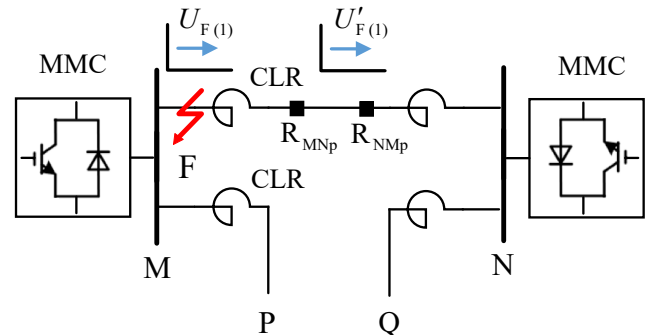 U_F(1)
U′_F(1)
MMC
CLR
MMC
R_MNp
R_NMp
F
CLR
M
N
P
Q